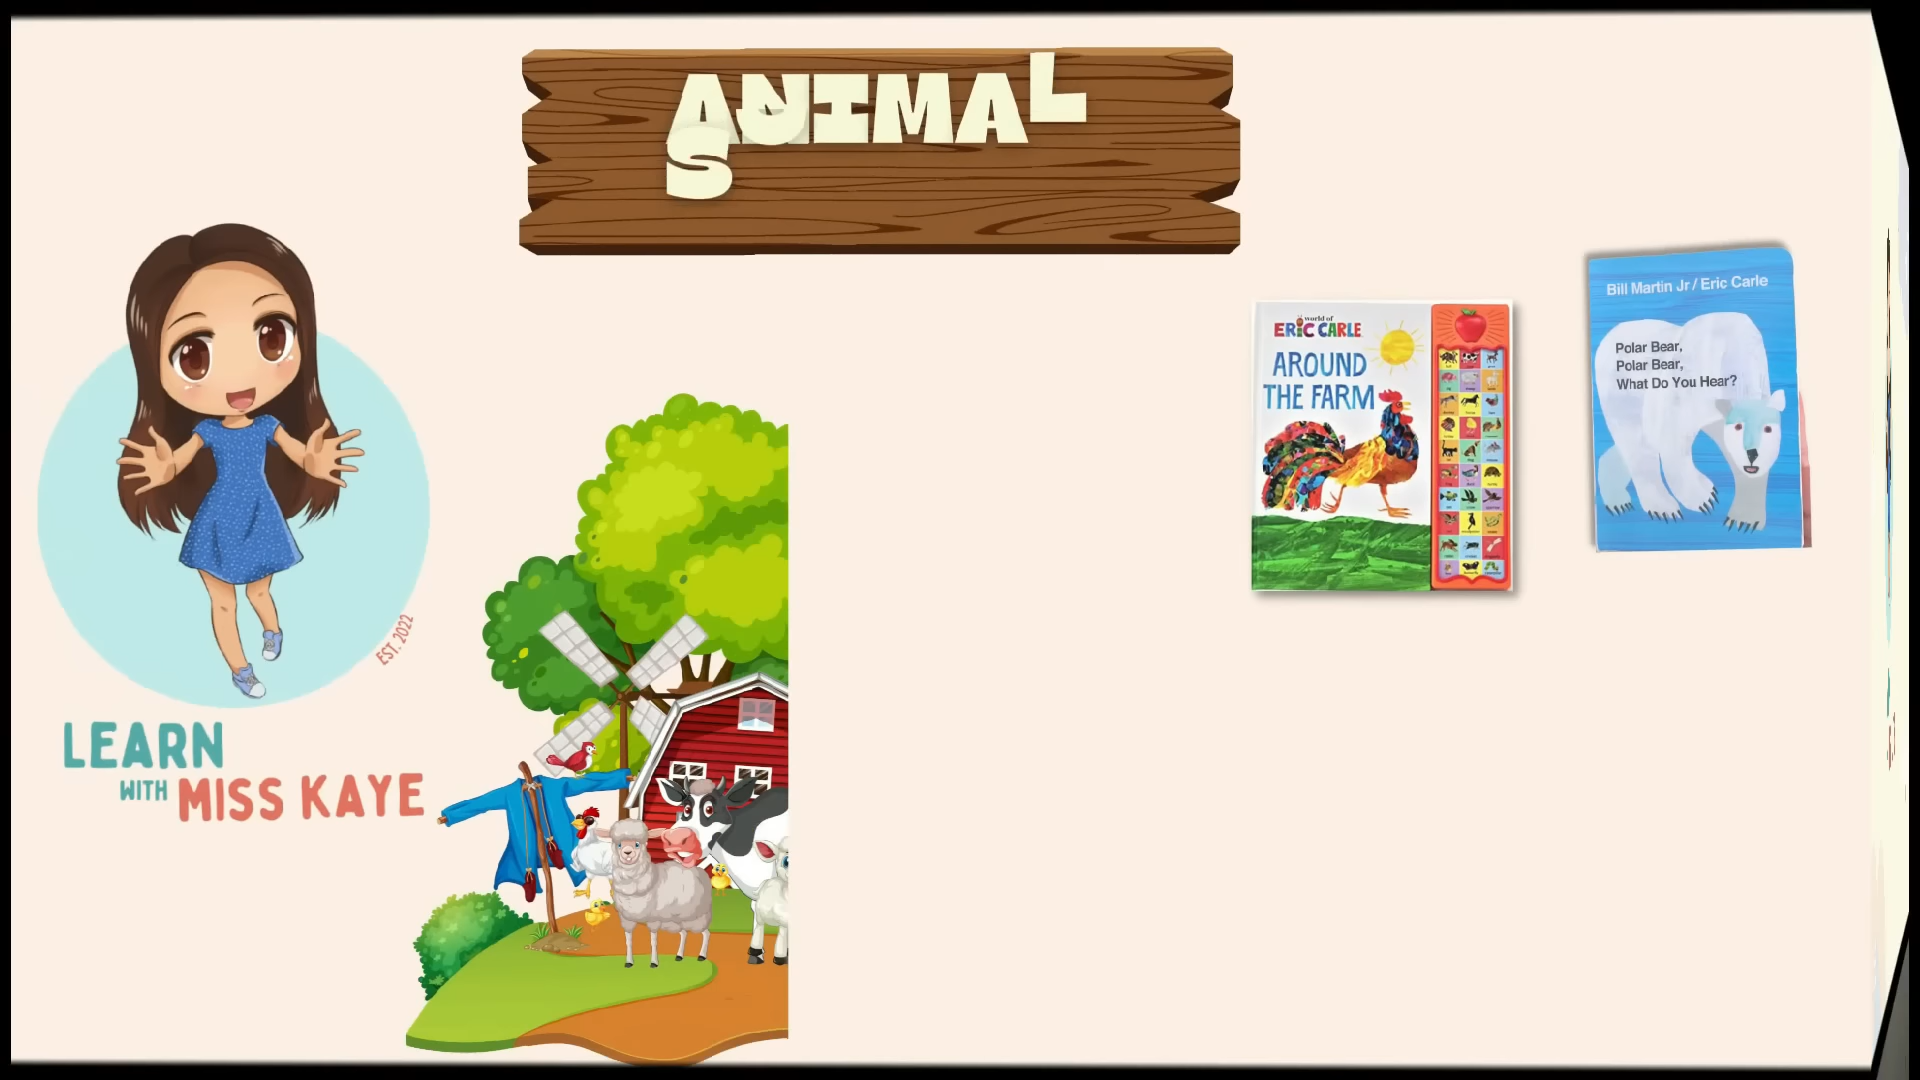 ANIMAL
S
LEARN
WITH MISS KAYE
EST. 2022
world of
ERIC CARLE
AROUND
THE FARM
Bill Martin Jr / Eric Carle
Polar Bear,
Polar Bear,
What Do You Hear?